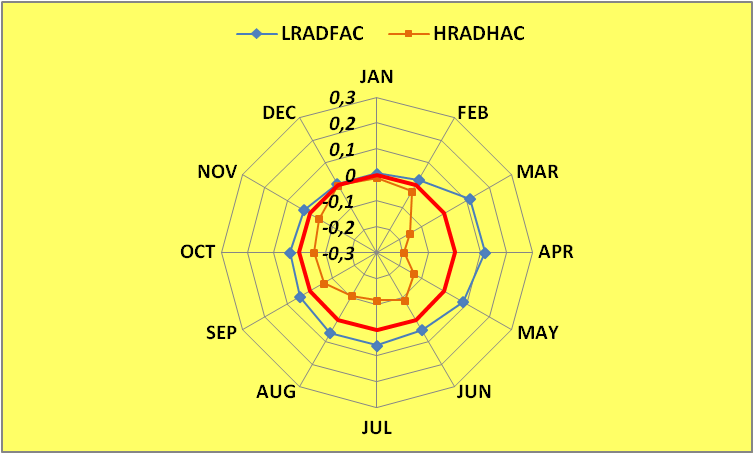 LRADFAC HRADHAC
JAN
FEB
MAR
APR
MAY
JUN
JUL
AUG
SEP
OCT
NOV
DEC
0,3
0,2
0,1
0
-0,1
-0,2
-0,3